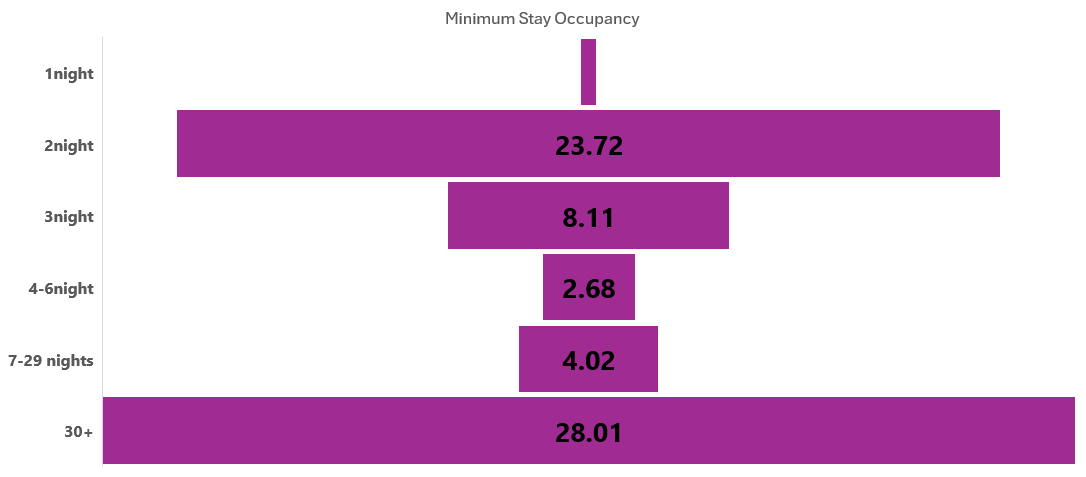 Minimum Stay Occupancy
1night
2night
23.72
3night
8.11
4-6night
2.68
7-29 nights
4.02
30+
28.01